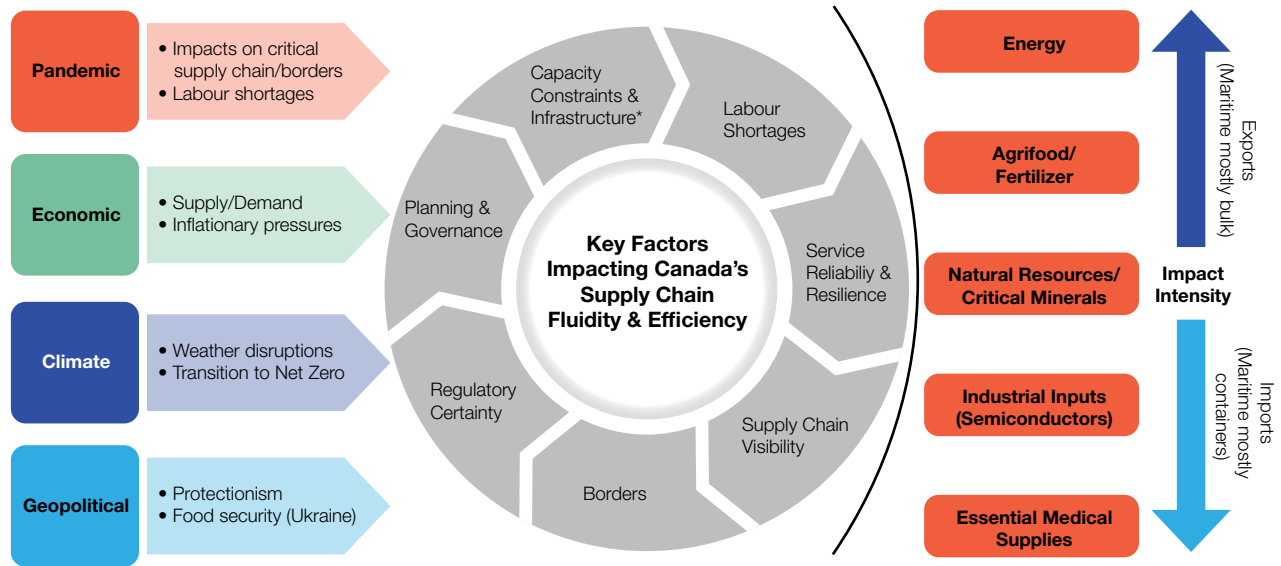 Pandemic
• Impacts on critical
supply chain/borders
• Labour shortages
Economic
• Supply/Demand
• Inflationary pressures
Climate
• Weather disruptions
• Transition to Net Zero
Geopolitical
• Protectionism
• Food security (Ukraine)
Key Factors
Impacting Canada's
Supply Chain
Fluidity & Efficiency
Capacity
Constraints &
Infrastructure*
Labour
Shortages
Service
Reliabiliy &
Resilience
Supply Chain
Visibility
Borders
Regulatory
Certainty
Planning &
Governance
Energy
Agrifood/
Fertilizer
Natural Resources/
Critical Minerals
Industrial Inputs
(Semiconductors)
Essential Medical
Supplies
Impact
Intensity
Exports
(Maritime mostly bulk)
Imports
(Maritime mostly
containers)